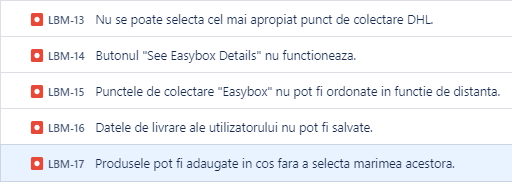 LBM-13 Nu se poate selecta cel mai apropiat punct de colectare DHL.
LBM-14 Butonul "See Easybox Details" nu functioneaza.
LBM-15 Punctele de colectare "Easybox" nu pot fi ordonate in functie de distanta.
LBM-16 Datele de livrare ale utilizatorului nu pot fi salvate.
LBM-17 Produsele pot fi adaugate in cos fara a selecta marimea acestora.